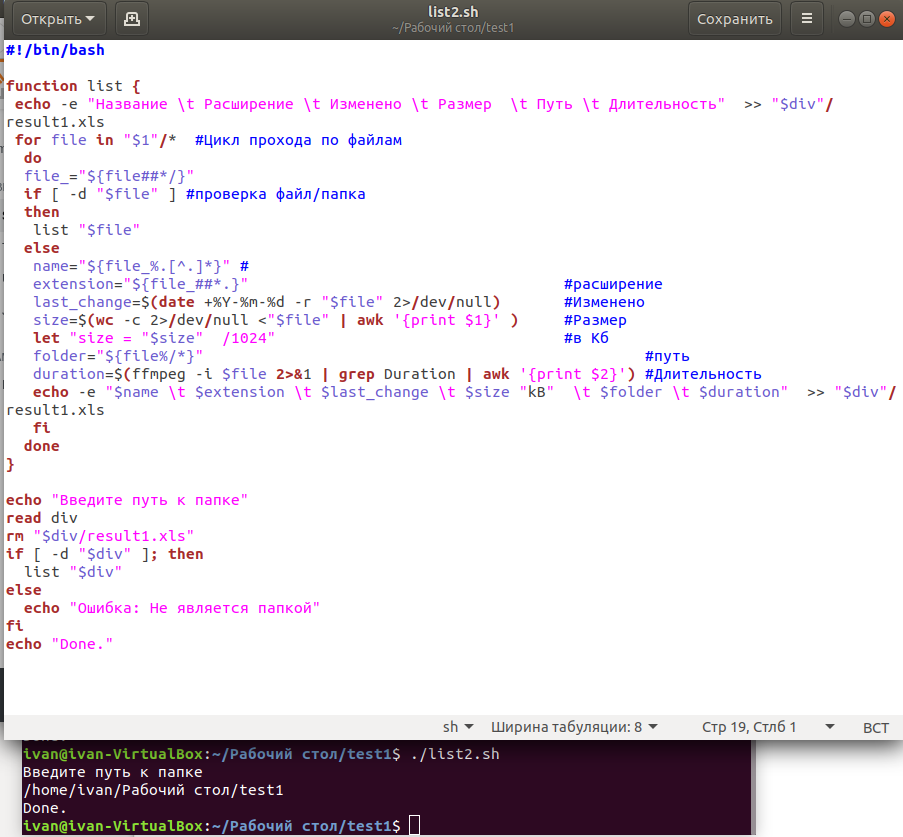 Открыть
list2.sh
~/Рабочий стол/test1
Сохранить
#!/bin/bash
function list {
echo -e "Название \t Расширение \t Изменено \t Размер  \t Путь \t Длительность"  >> "$div"/
result1.xls
for file in "$1"/*  #Цикл прохода по файлам
do
file_="${file##*/}"
if [ -d "$file" ] #проверка файл/папка
then
list "$file"
else
name="${file_%.[^.]*}" #
extension="${file_##*.}" #расширение
last_change=$(date +%Y-%m-%d -r "$file" 2>/dev/null) #Изменено
size=$(wc -c 2>/dev/null <"$file" | awk '{print $1}' ) #Размер
let "size = "$size"  /1024" #в Кб
folder="${file%/*}" #путь
duration=$(ffmpeg -i $file 2>&1 | grep Duration | awk '{print $2}') #Длительность
echo -e "$name \t $extension \t $last_change \t $size "kB"  \t $folder \t $duration"  >> "$div"/
result1.xls
fi
done
}
echo "Введите путь к папке"
read div
rm "$div/result1.xls"
if [ -d "$div" ]; then
list "$div"
else
echo "Ошибка: Не является папкой"
fi
echo "Done."
sh Ширина табуляции: 8 Стр 19, Стлб 1 ВСТ
ivan@ivan-VirtualBox:~/Рабочий стол/test1$ ./list2.sh
Введите путь к папке
/home/ivan/Рабочий стол/test1
Done.
ivan@ivan-VirtualBox:~/Рабочий стол/test1$